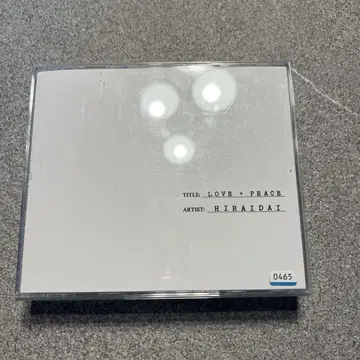 TITLE: LOVE + PEACE
ARTIST: HIRAIDAI
0465